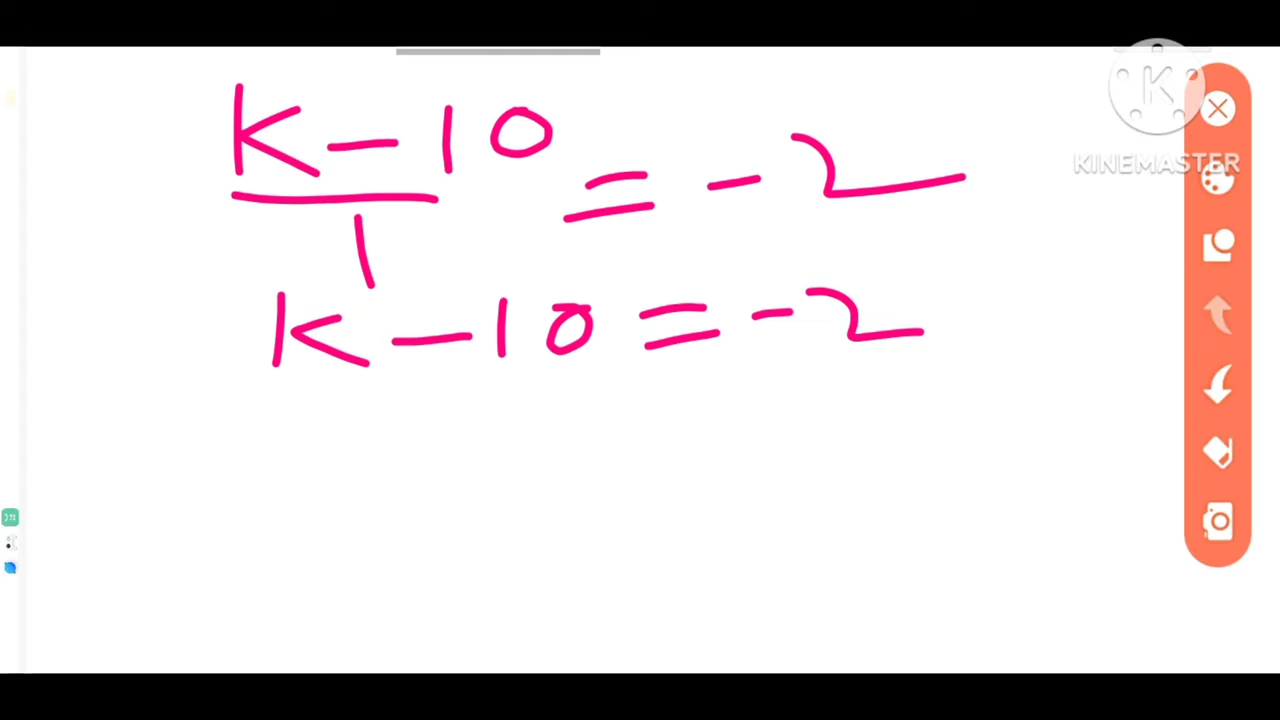 K - 10 = - 2
1
K - 10 = - 2
KINEMASTER